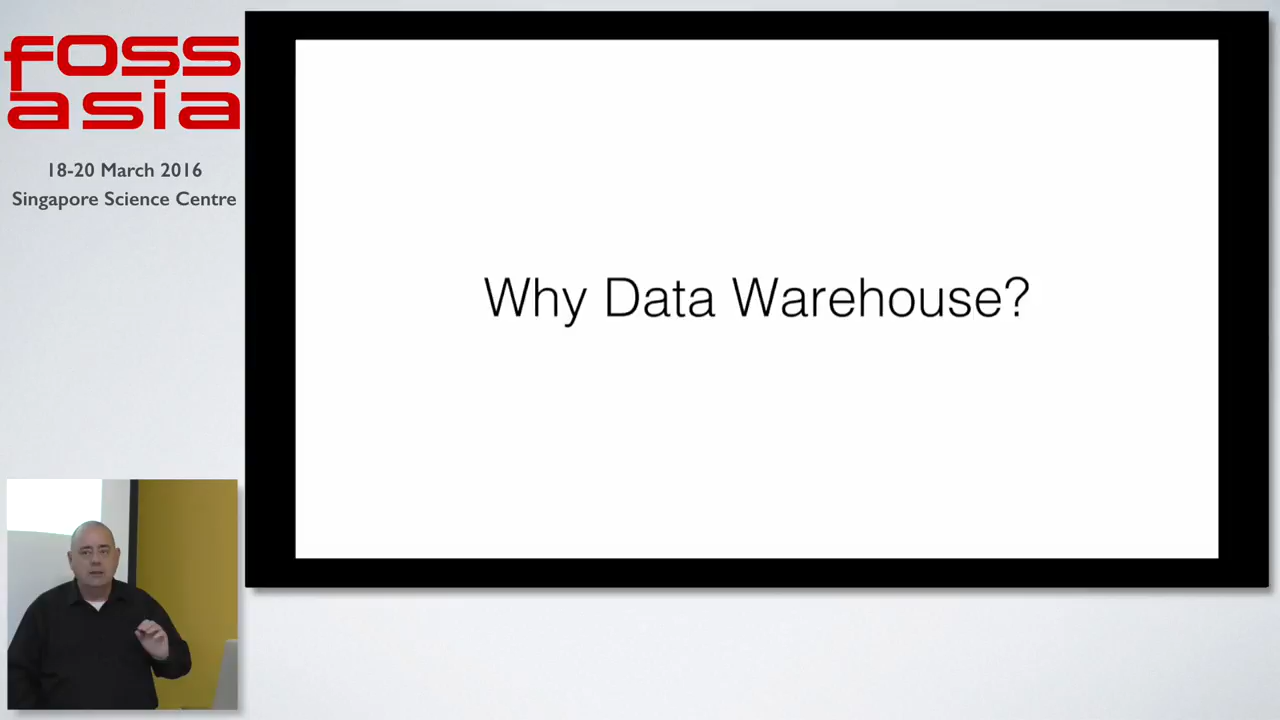 foss
asia
18-20 March 2016
Singapore Science Centre
Why Data Warehouse?